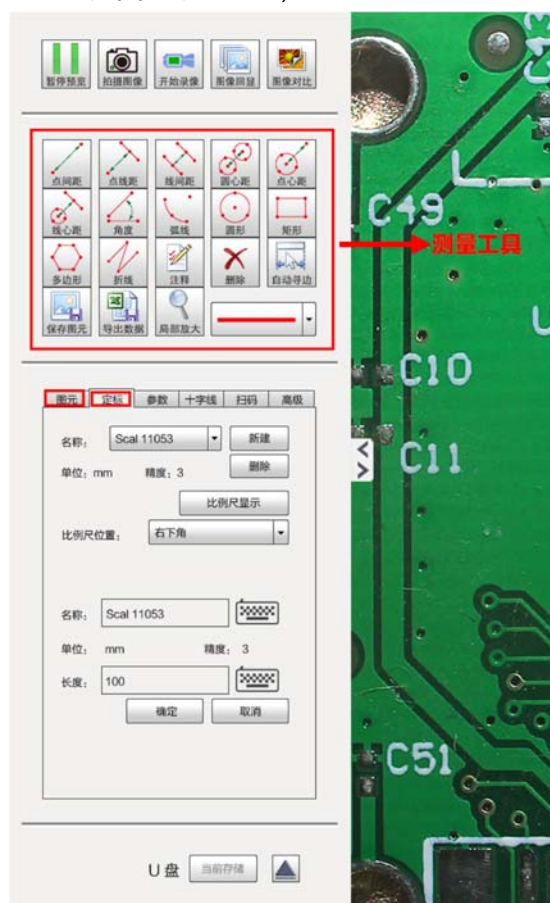 暂停预览 拍摄图像 开始录像 图像回显 图像对比
点间距 点线距 线间距 圆心距 点心距
线心距 角度 弧线 圆形 矩形
多边形 折线 注释 删除 自动寻边
保存图元 导出数据 局部放大
测量工具
图元 定标 参数 十字线 扫码 高级
名称： Scal 11053 新建
单位：mm 精度：3 删除
比例尺显示
比例尺位置： 右下角
名称： Scal 11053
单位： mm 精度： 3
长度： 100
确定 取消
U 盘 当前存储
C13
C49
C10
C11
C51